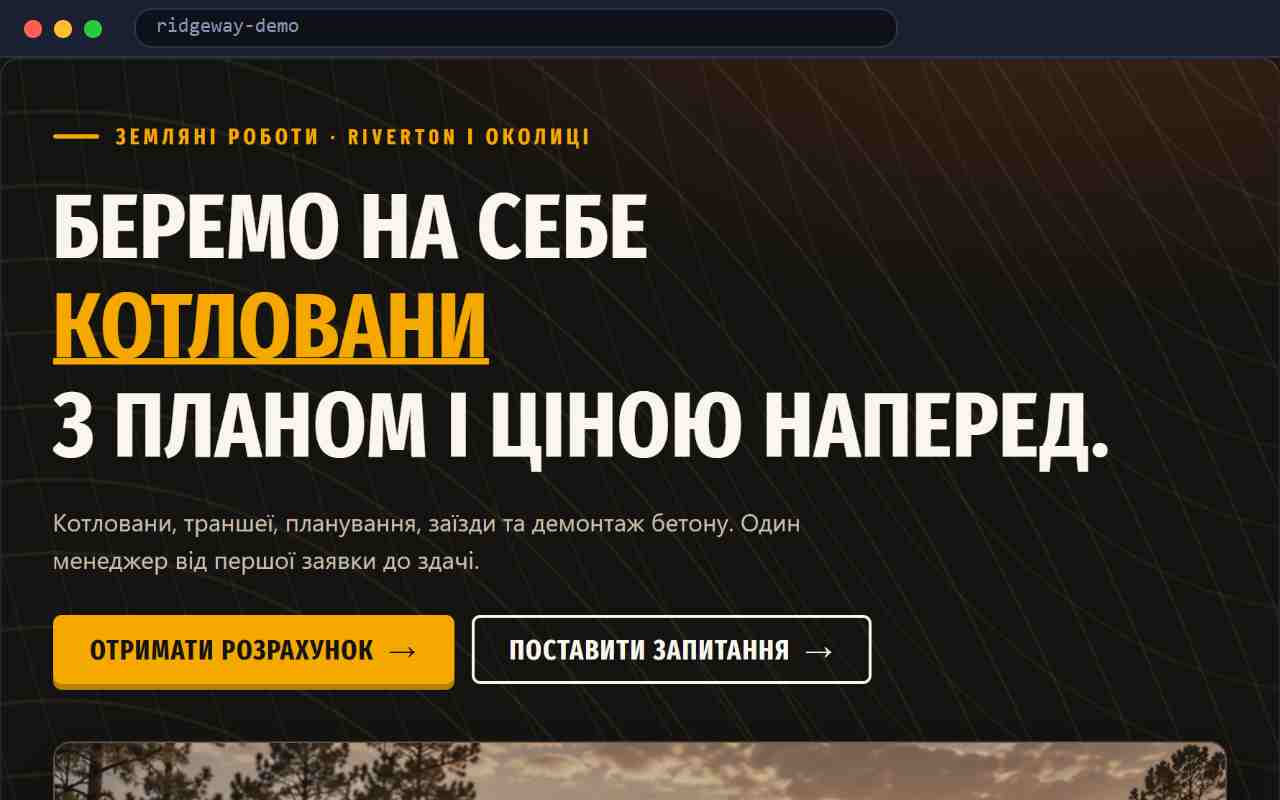 ridgeway-demo
ЗЕМЛЯНІ РОБОТИ · RIVERTON І ОКОЛИЦІ
БЕРЕМО НА СЕБЕ
КОТЛОВАНИ
З ПЛАНОМ І ЦІНОЮ НАПЕРЕД.
Котловани, траншеї, планування, заїзди та демонтаж бетону. Один
менеджер від першої заявки до здачі.
ОТРИМАТИ РОЗРАХУНОК →
ПОСТАВИТИ ЗАПИТАННЯ →